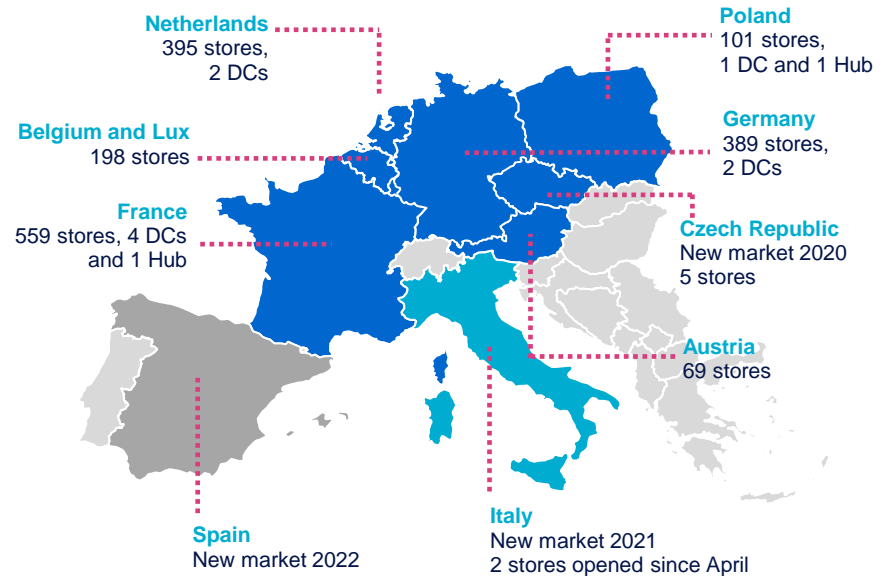 Netherlands
395 stores,
2 DCs
Poland
101 stores,
1 DC and 1 Hub
Belgium and Lux
198 stores
Germany
389 stores,
2 DCs
France
559 stores, 4 DCs
and 1 Hub
Czech Republic
New market 2020
5 stores
Austria
69 stores
Spain
New market 2022
Italy
New market 2021
2 stores opened since April